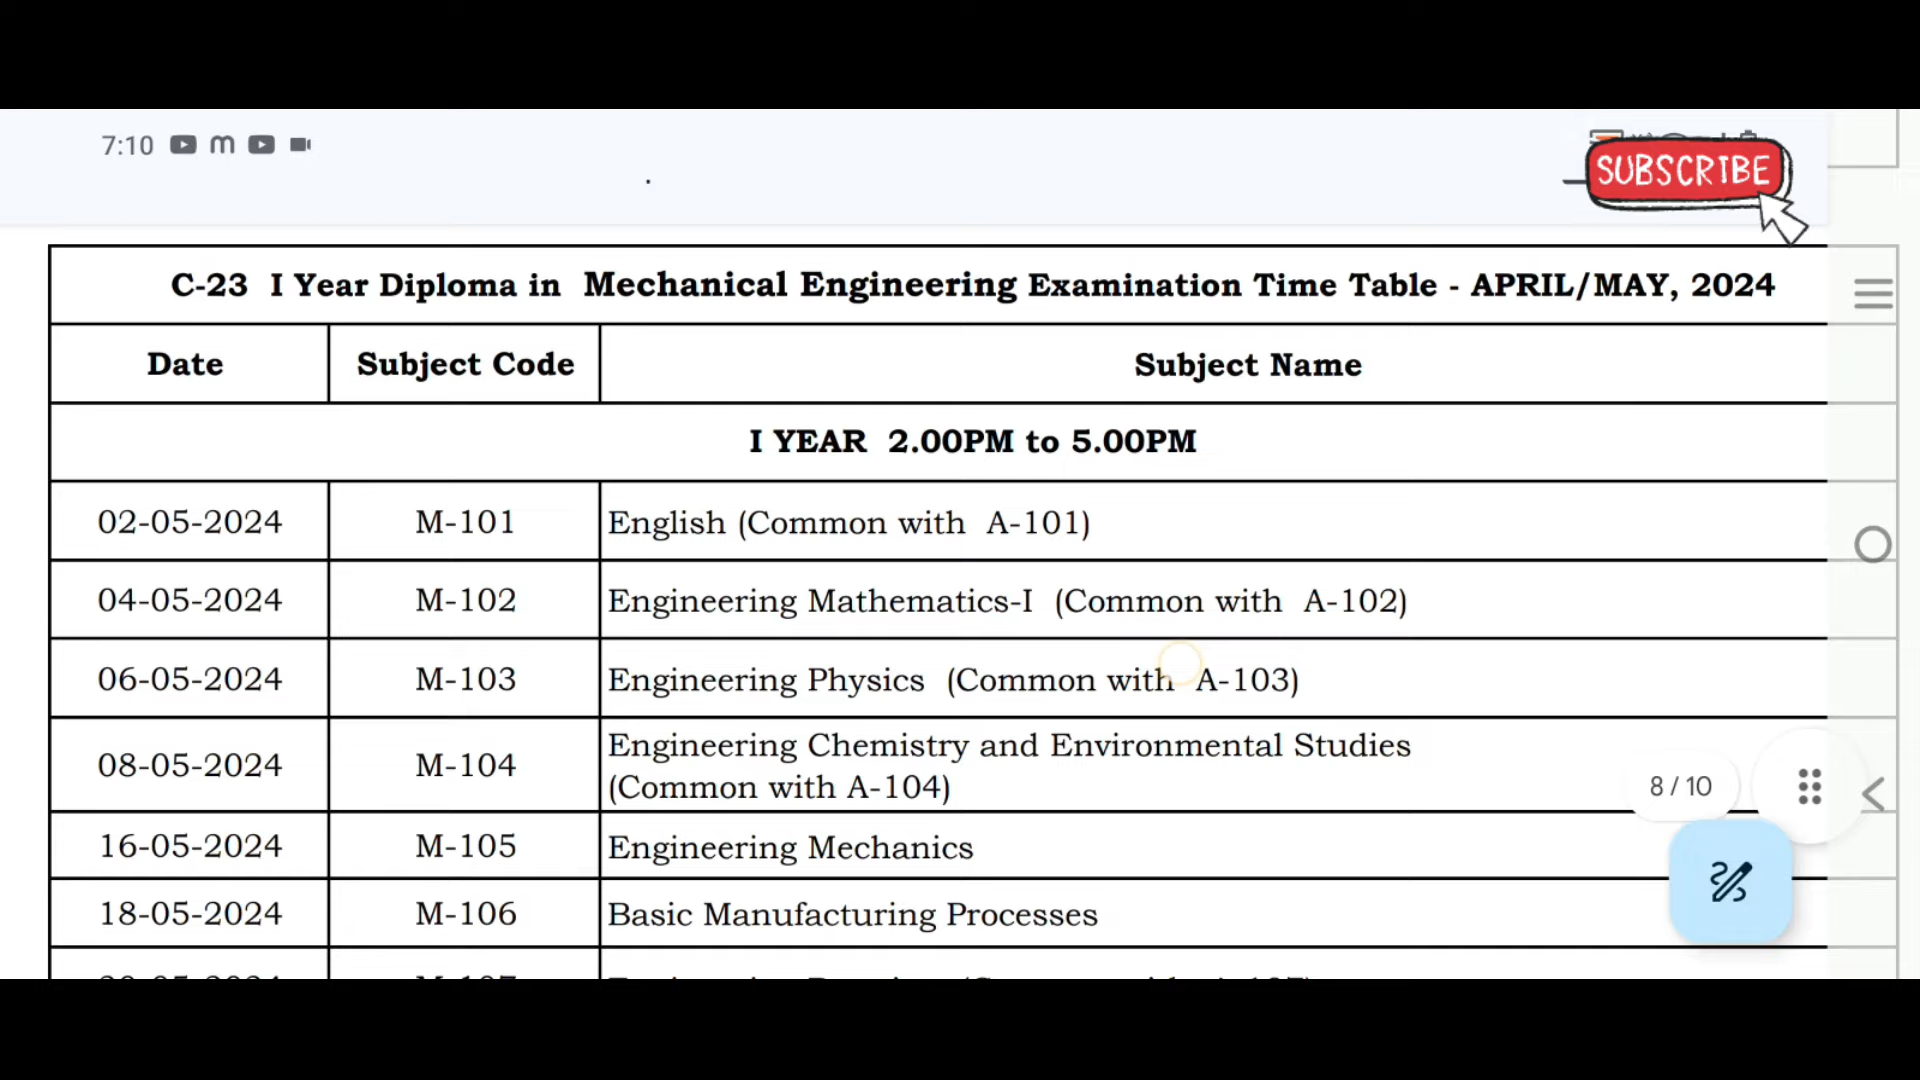 7:10
SUBSCRIBE
C-23 I Year Diploma in Mechanical Engineering Examination Time Table - APRIL/MAY, 2024
Date Subject Code Subject Name
I YEAR 2.00PM to 5.00PM
02-05-2024 M-101 English (Common with A-101)
04-05-2024 M-102 Engineering Mathematics-I (Common with A-102)
06-05-2024 M-103 Engineering Physics (Common with A-103)
08-05-2024 M-104 Engineering Chemistry and Environmental Studies
(Common with A-104)
8 / 10
16-05-2024 M-105 Engineering Mechanics
18-05-2024 M-106 Basic Manufacturing Processes